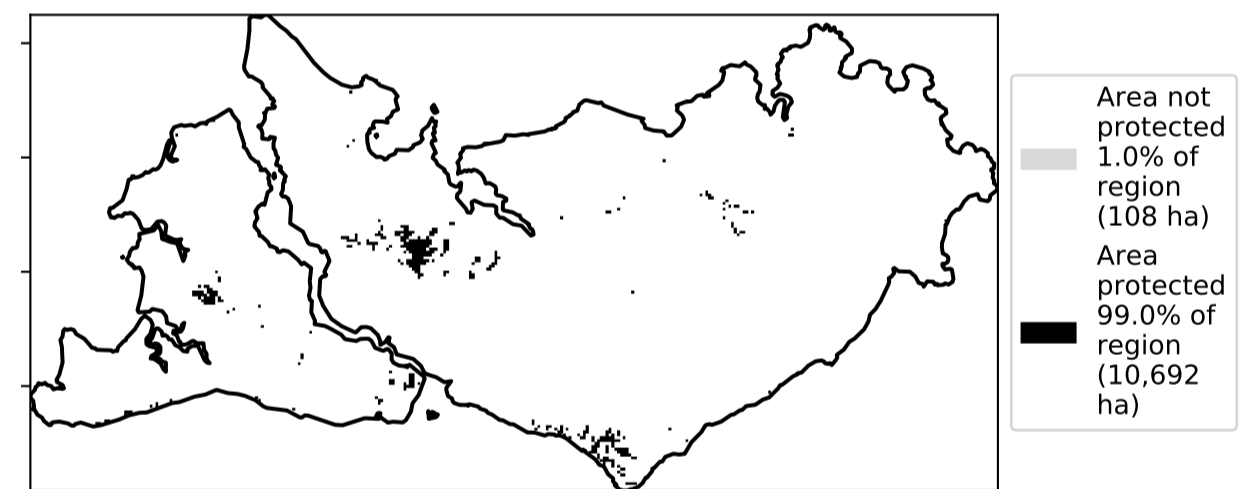 Area not
protected
1.0% of
region
(108 ha)
Area
protected
99.0% of
region
(10,692
ha)